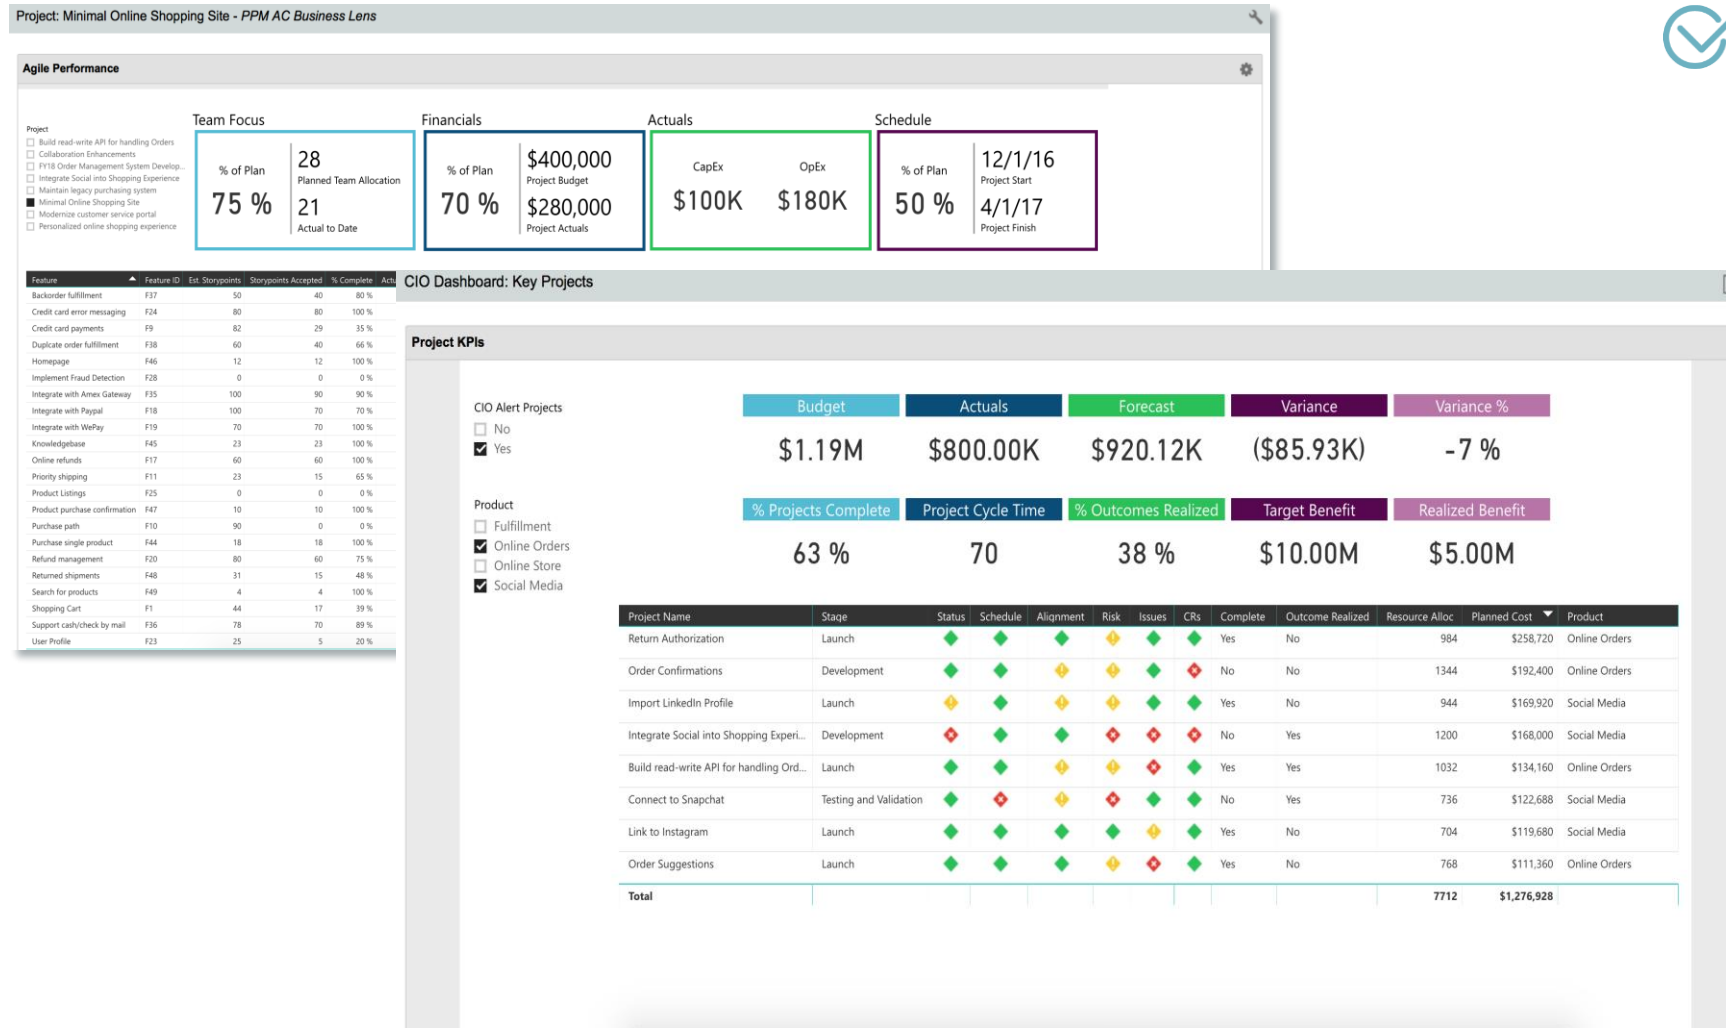 Project: Minimal Online Shopping Site - PPM AC Business Lens
Agile Performance
Project
Build read-write API for handling Orders
Collaboration Enhancements
FY18 Order Management System Develop...
Integrate Social into Shopping Experience
Maintain legacy purchasing system
Minimal Online Shopping Site
Modernize customer service portal
Personalized online shopping experience
Team Focus
% of Plan
75 %
28
Planned Team Allocation
21
Actual to Date
Financials
% of Plan
70 %
$400,000
Project Budget
$280,000
Project Actuals
Actuals
CapEx
$100K
OpEx
$180K
Schedule
% of Plan
50 %
12/1/16
Project Start
4/1/17
Project Finish
Feature Feature ID Est. Storypoints Storypoints Accepted % Complete Actu
Backorder fulfillment F37 50 40 80 %
Credit card error messaging F24 80 80 100 %
Credit card payments F9 82 29 35 %
Duplcate order fulfillment F38 60 40 66 %
Homepage F46 12 12 100 %
Implement Fraud Detection F28 0 0 0 %
Integrate with Amex Gateway F35 100 90 90 %
Integrate with Paypal F18 100 70 70 %
Integrate with WePay F19 70 70 100 %
Knowledgebase F45 23 23 100 %
Online refunds F17 60 60 100 %
Priority shipping F11 23 15 65 %
Product Listings F25 0 0 0 %
Product purchase confirmation F47 10 10 100 %
Purchase path F10 90 0 0 %
Purchase single product F44 18 18 100 %
Refund management F20 80 60 75 %
Returned shipments F48 31 15 48 %
Search for products F49 4 4 100 %
Shopping Cart F1 44 17 39 %
Support cash/check by mail F36 78 70 89 %
User Profile F23 25 5 20 %
CIO Dashboard: Key Projects
Project KPIs
CIO Alert Projects
No
Yes
Product
Fulfillment
Online Orders
Online Store
Social Media
Budget Actuals Forecast Variance Variance %
$1.19M $800.00K $920.12K ($85.93K) -7 %
% Projects Complete Project Cycle Time % Outcomes Realized Target Benefit Realized Benefit
63 % 70 38 % $10.00M $5.00M
Project Name Stage Status Schedule Alignment Risk Issues CRs Complete Outcome Realized Resource Alloc Planned Cost Product
Return Authorization Launch Yes No 984 $258,720 Online Orders
Order Confirmations Development No No 1344 $192,400 Online Orders
Import LinkedIn Profile Launch Yes No 944 $169,920 Social Media
Integrate Social into Shopping Experi... Development No Yes 1200 $168,000 Social Media
Build read-write API for handling Ord... Launch Yes Yes 1032 $134,160 Online Orders
Connect to Snapchat Testing and Validation No Yes 736 $122,688 Social Media
Link to Instagram Launch Yes No 704 $119,680 Social Media
Order Suggestions Launch Yes No 768 $111,360 Online Orders
Total 7712 $1,276,928